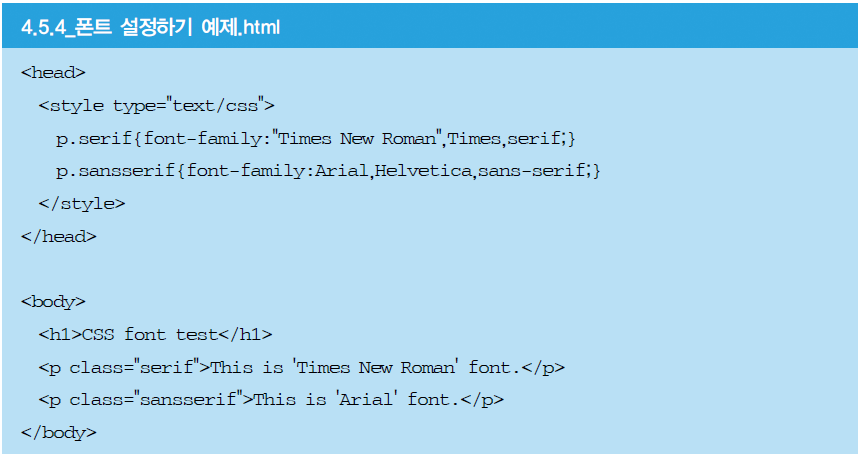 4.5.4_폰트 설정하기 예제.html
<head>
<style type="text/css">
p.serif{font-family:"Times New Roman",Times,serif;}
p.sansserif{font-family:Arial,Helvetica,sans-serif;}
</style>
</head>
<body>
<h1>CSS font test</h1>
<p class="serif">This is 'Times New Roman' font.</p>
<p class="sansserif">This is 'Arial' font.</p>
</body>